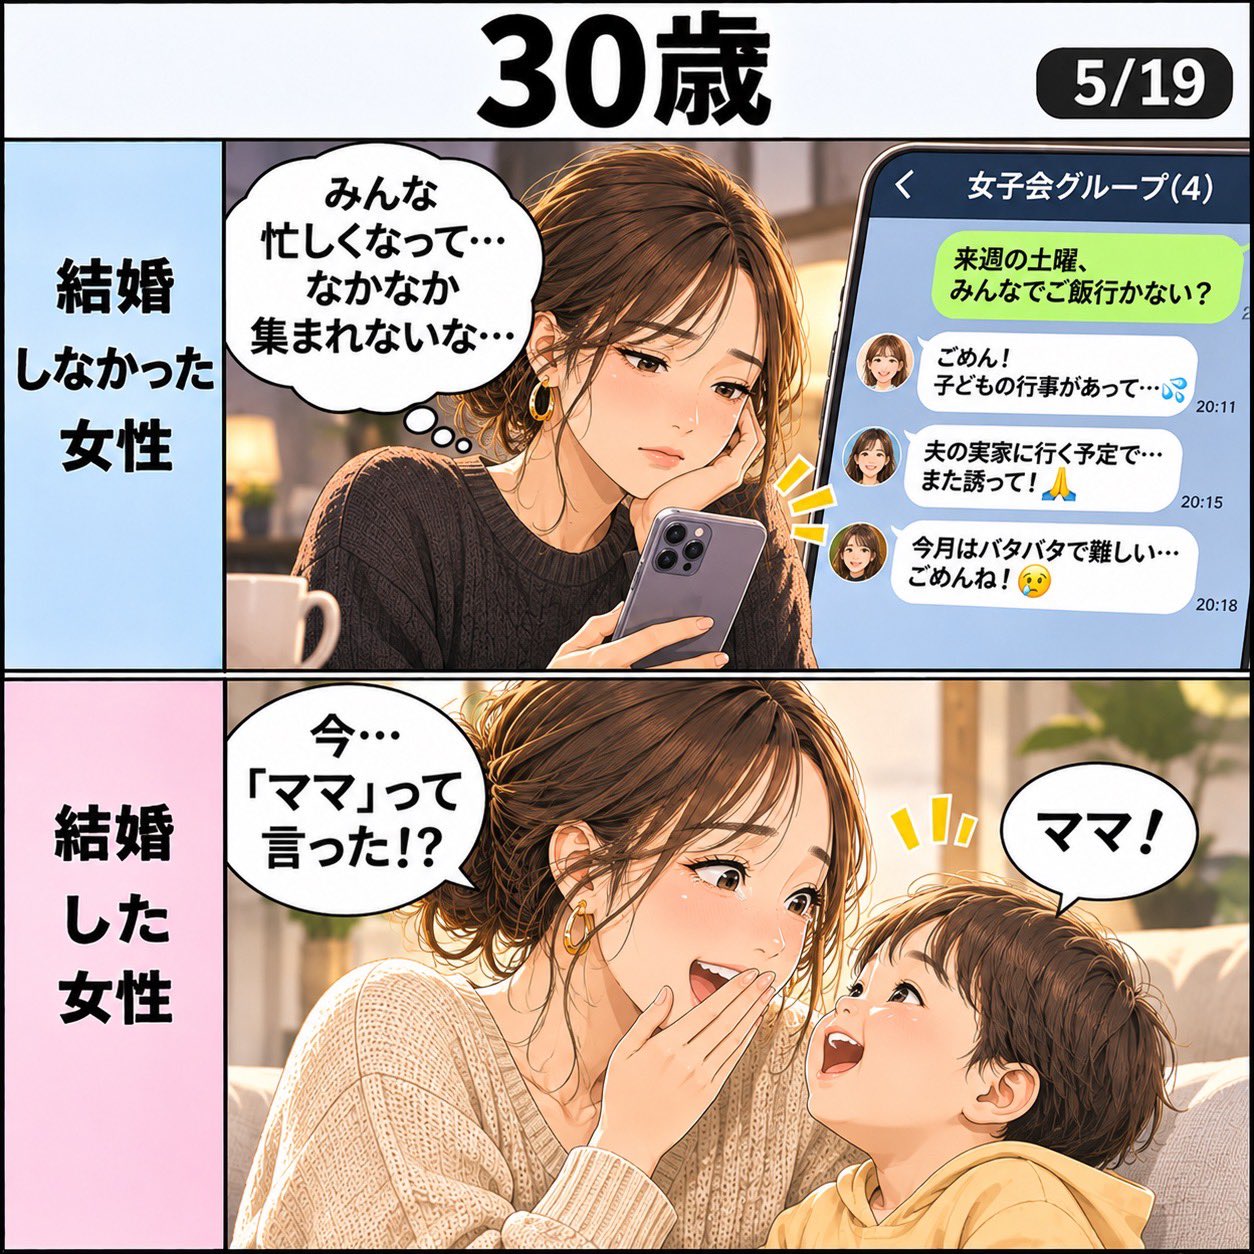 30歳
5/19
結婚
しなかった
女性
みんな
忙しくなって…
なかなか
集まれないな…
女子会グループ(4)
来週の土曜、
みんなでご飯行かない？
ごめん！
子どもの行事があって…💦
20:11
夫の実家に行く予定で…
また誘って！🙏
20:15
今月はバタバタで難しい…
ごめんね！😢
20:18
結婚
した
女性
今…
「ママ」って
言った!?
ママ！